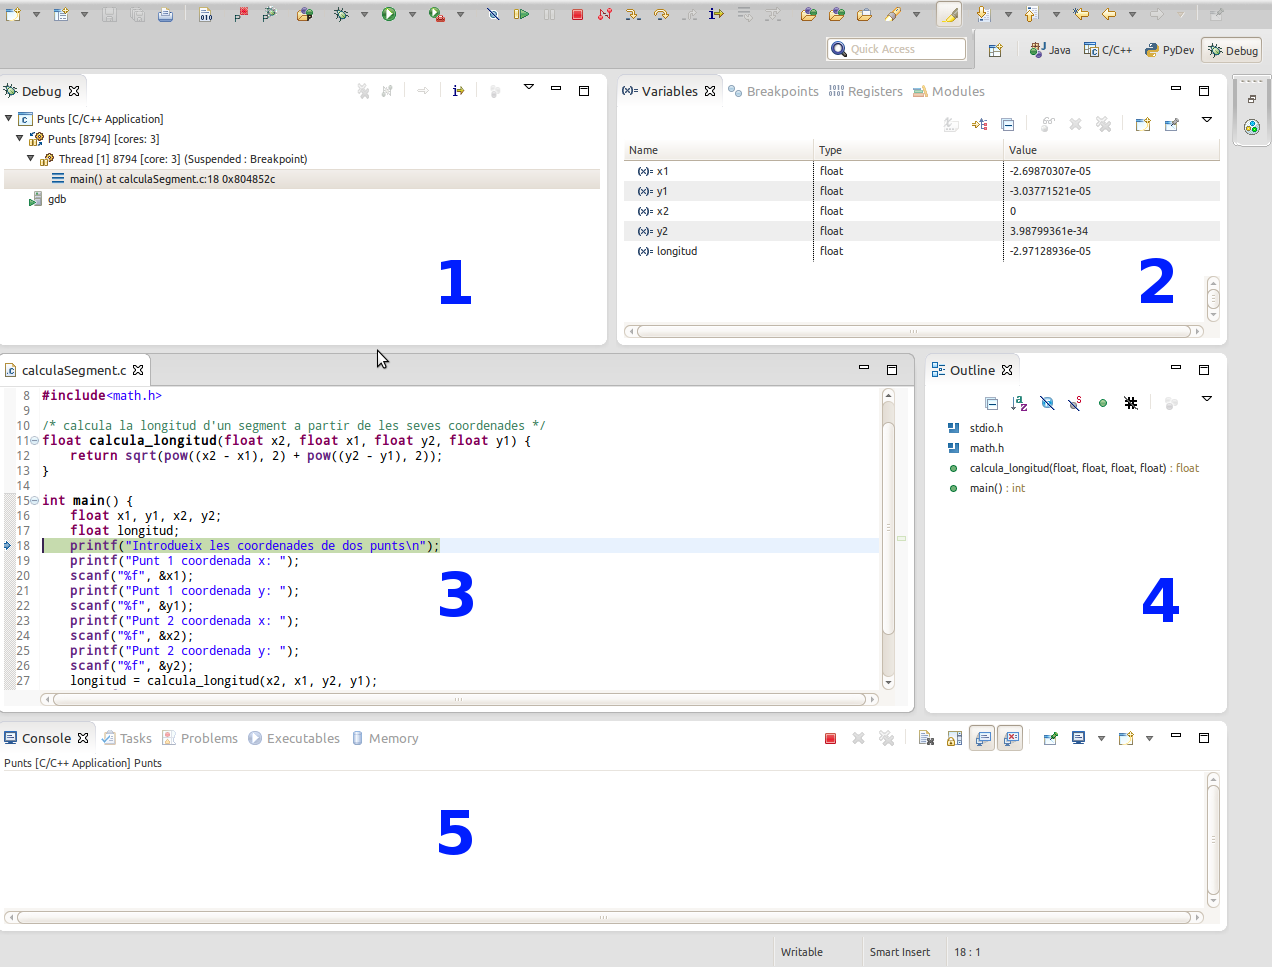 Quick Access
Java
C/C++
PyDev
Debug
Debug
Punts [C/C++ Application]
Punts [8794] [cores: 3]
Thread [1] 8794 [core: 3] (Suspended : Breakpoint)
main() at calculaSegment.c:18 0x804852c
gdb
1
(x)= Variables
Breakpoints
Registers
Modules
Name Type Value
(x)= x1 float -2.69870307e-05
(x)= y1 float -3.03771521e-05
(x)= x2 float 0
(x)= y2 float 3.98799361e-34
(x)= longitud float -2.97128936e-05
2
calculaSegment.c
8 #include<math.h>
9
10 /* calcula la longitud d'un segment a partir de les seves coordenades */
11 float calcula_longitud(float x2, float x1, float y2, float y1) {
12 return sqrt(pow((x2 - x1), 2) + pow((y2 - y1), 2));
13 }
14
15 int main() {
16 float x1, y1, x2, y2;
17 float longitud;
18 printf("Introdueix les coordenades de dos punts\n");
19 printf("Punt 1 coordenada x: ");
20 scanf("%f", &x1);
21 printf("Punt 1 coordenada y: ");
22 scanf("%f", &y1);
23 printf("Punt 2 coordenada x: ");
24 scanf("%f", &x2);
25 printf("Punt 2 coordenada y: ");
26 scanf("%f", &y2);
27 longitud = calcula_longitud(x2, x1, y2, y1);
3
Outline
stdio.h
math.h
calcula_longitud(float, float, float, float) : float
main() : int
4
Console
Tasks
Problems
Executables
Memory
Punts [C/C++ Application] Punts
5
Writable
Smart Insert
18 : 1